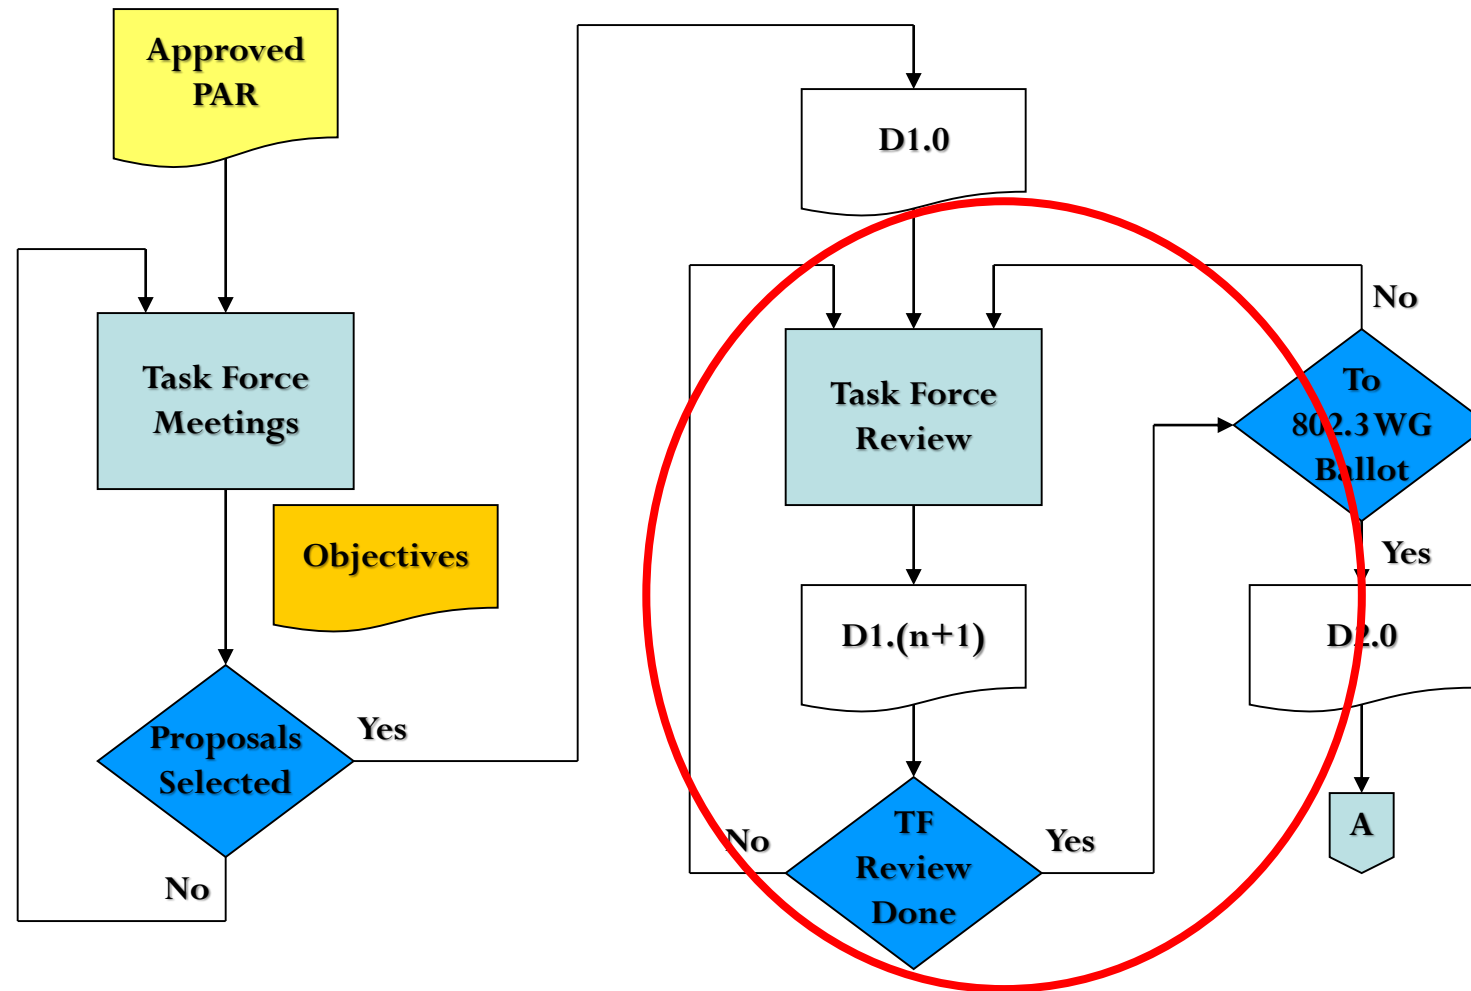 Approved
PAR
Task Force
Meetings
Objectives
Proposals
Selected
Yes
No
D1.0
Task Force
Review
D1.(n+1)
TF
Review
Done
No
Yes
To
802.3 WG
Ballot
No
Yes
D2.0
A